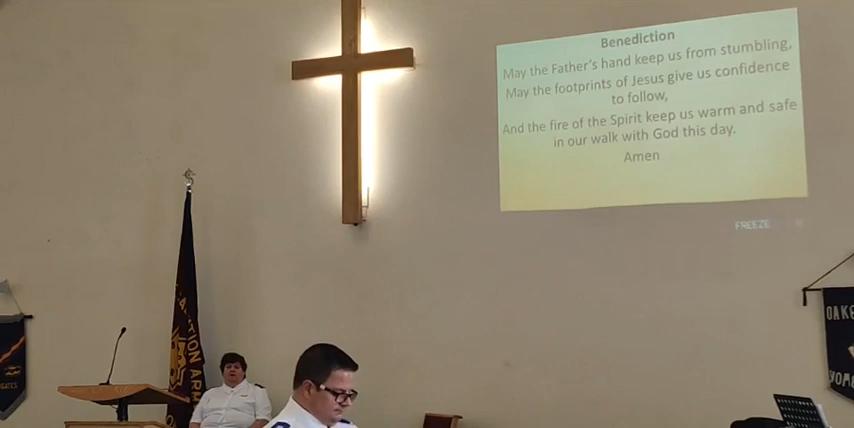 Benediction
May the Father's hand keep us from stumbling,
May the footprints of Jesus give us confidence
to follow,
And the fire of the Spirit keep us warm and safe
in our walk with God this day.
Amen
FREEZE
ARMY